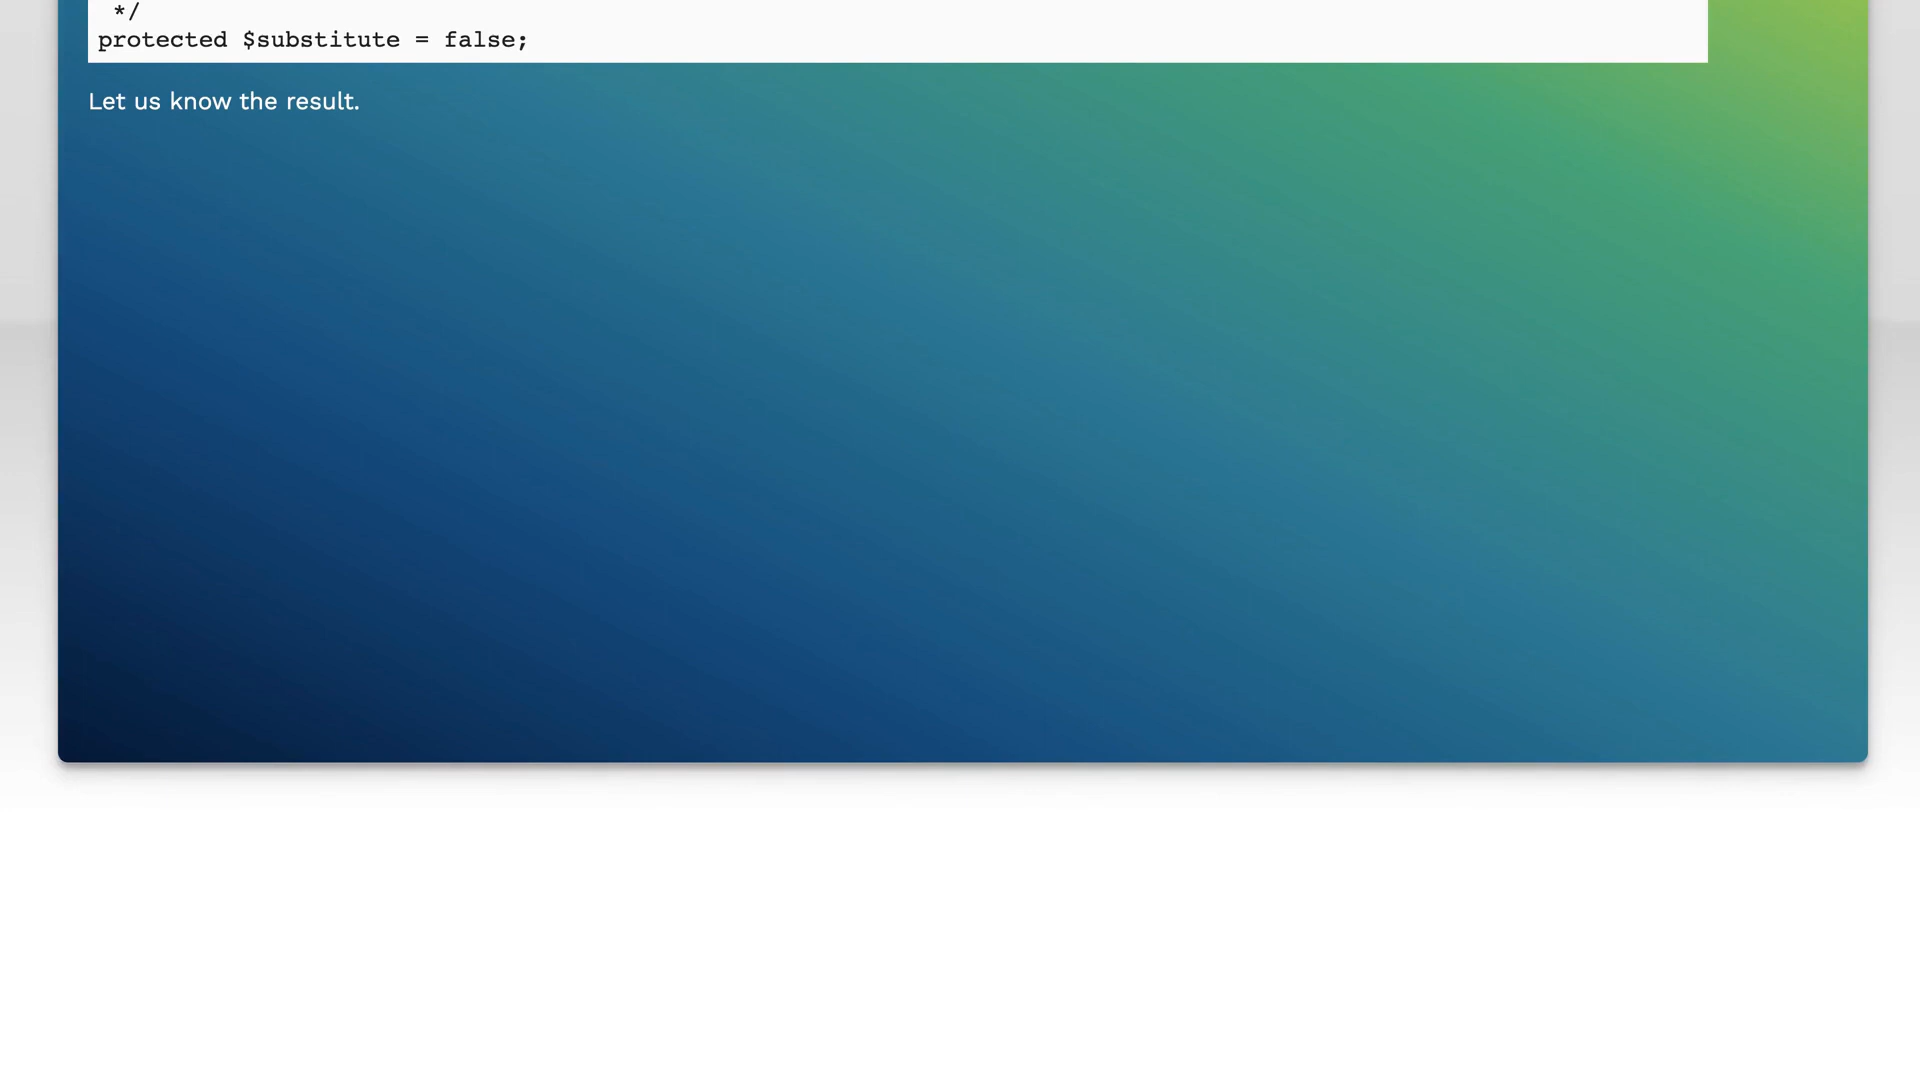 */
protected $substitute = false;
Let us know the result.